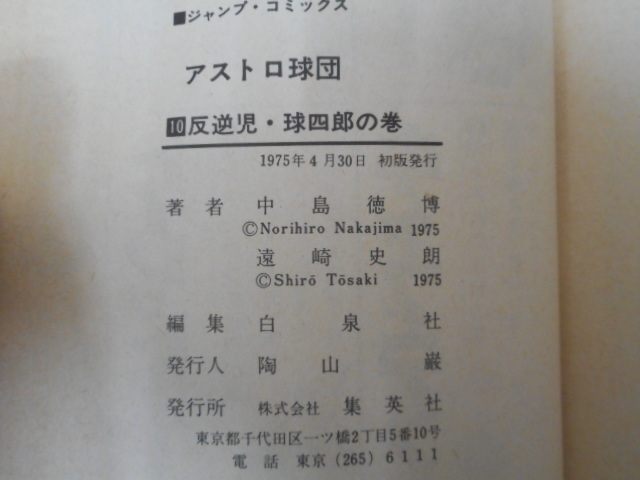 ■ジャンプ・コミックス
アストロ球団
10反逆児・球四郎の巻
1975年4月30日 初版発行
著者 中島徳博
©Norihiro Nakajima 1975
遠崎史朗
©Shirō Tōsaki 1975
編集 白泉社
発行人 陶山巌
発行所 株式会社 集英社
東京都千代田区一ツ橋2丁目5番10号
電話 東京(265)6111